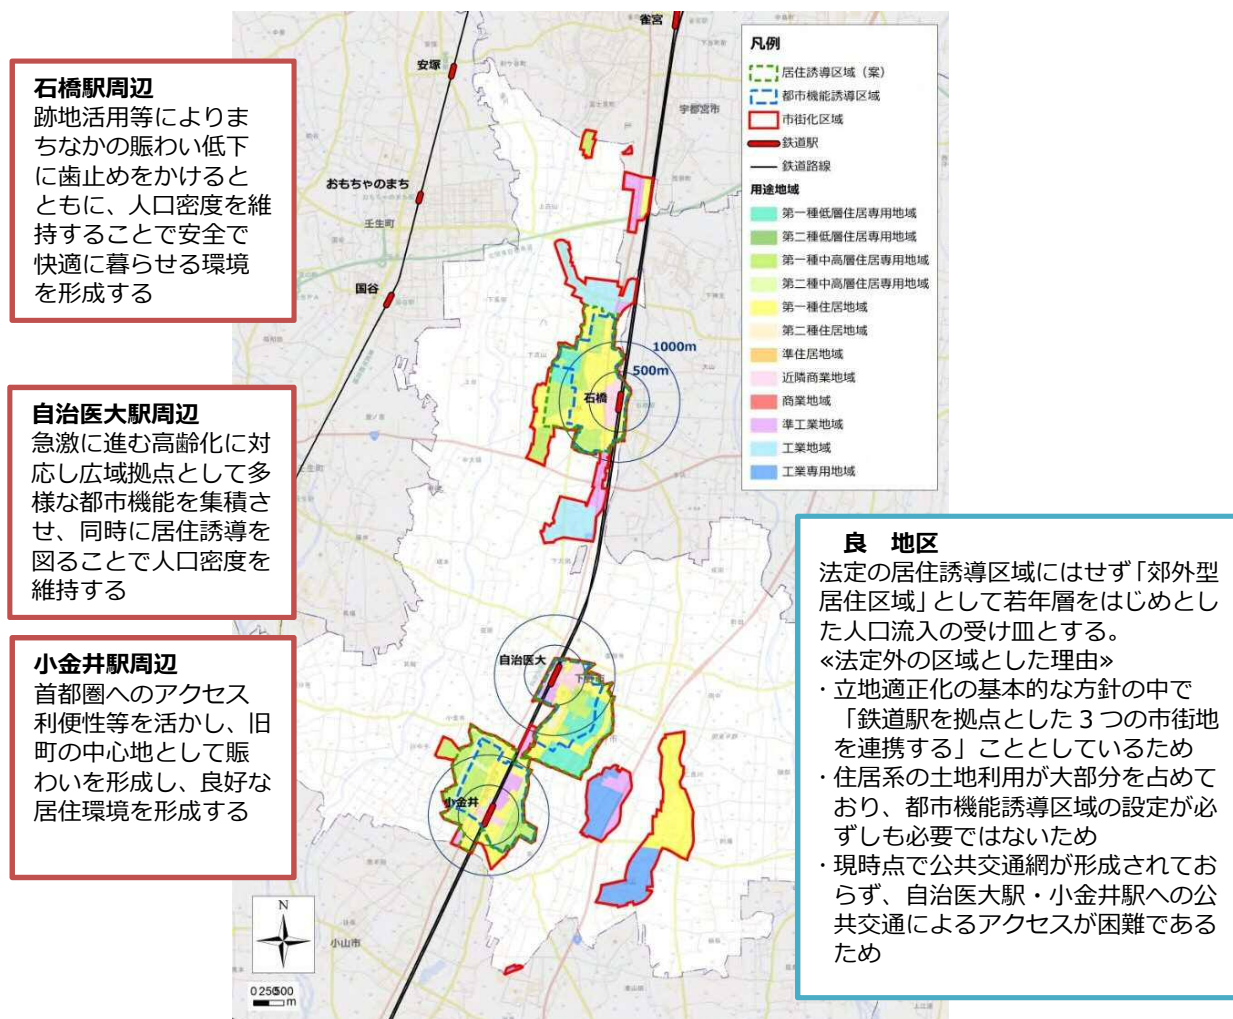 石橋駅周辺
跡地活用等によりま
ちなかの賑わい低下
に歯止めをかけると
ともに、人口密度を維
持することで安全で
快適に暮らせる環境
を形成する
自治医大駅周辺
急激に進む高齢化に対
応し広域拠点として多
様な都市機能を集積さ
せ、同時に居住誘導を
図ることで人口密度を
維持する
小金井駅周辺
首都圏へのアクセス
利便性等を活かし、旧
町の中心地として賑
わいを形成し、良好な
居住環境を形成する
雀宮
安塚
宇都宮市
おもちゃのまち
壬生町
国谷
1000m
500m
石橋
自治医大
小金井
小山市
N
0 250500
m
凡例
居住誘導区域（案）
都市機能誘導区域
市街化区域
鉄道駅
鉄道路線
用途地域
第一種低層住居専用地域
第二種低層住居専用地域
第一種中高層住居専用地域
第二種中高層住居専用地域
第一種住居地域
第二種住居地域
準住居地域
近隣商業地域
商業地域
準工業地域
工業地域
工業専用地域
良　地区
法定の居住誘導区域にはせず「郊外型
居住区域」として若年層をはじめとし
た人口流入の受け皿とする。
≪法定外の区域とした理由≫
・立地適正化の基本的な方針の中で
「鉄道駅を拠点とした３つの市街地
を連携する」こととしているため
・住居系の土地利用が大部分を占めて
おり、都市機能誘導区域の設定が必
ずしも必要ではないため
・現時点で公共交通網が形成されてお
らず、自治医大駅・小金井駅への公
共交通によるアクセスが困難である
ため